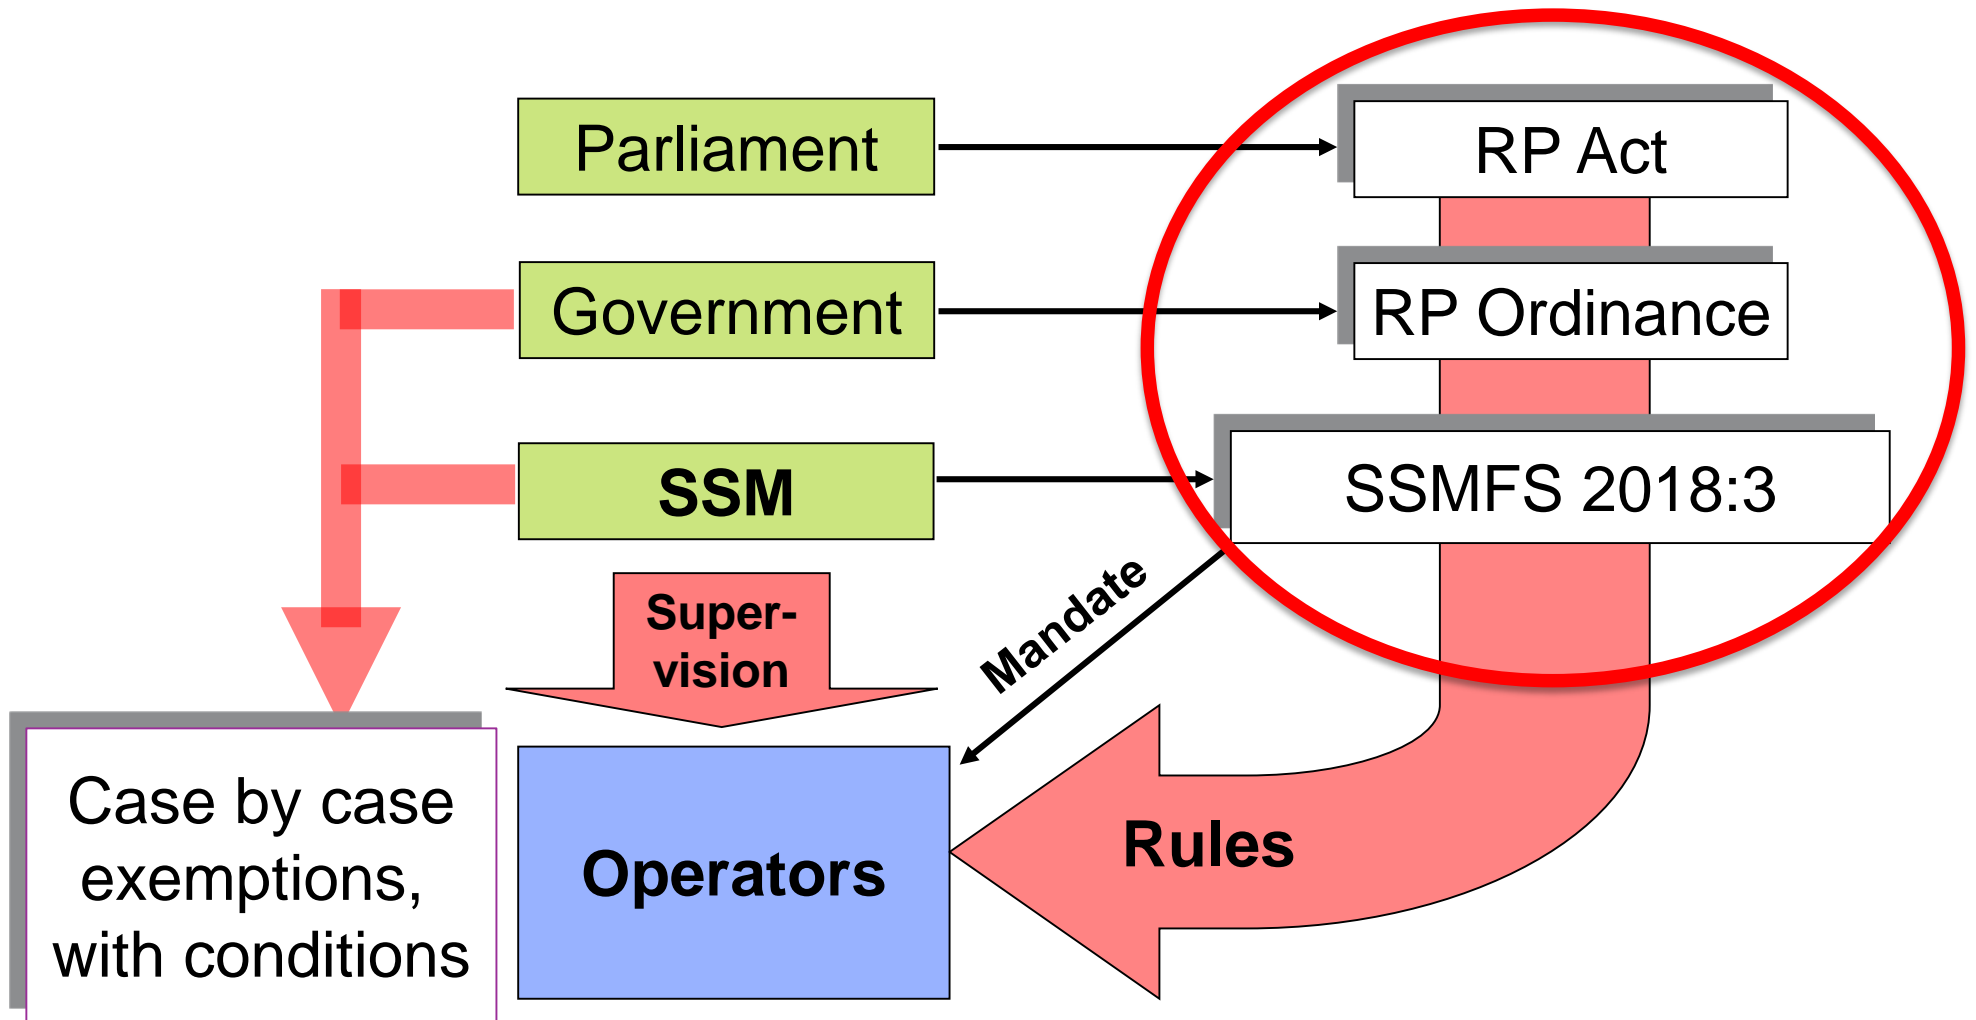 Parliament
RP Act
Government
RP Ordinance
SSM
SSMFS 2018:3
Super-
vision
Mandate
Case by case
exemptions,
with conditions
Operators
Rules